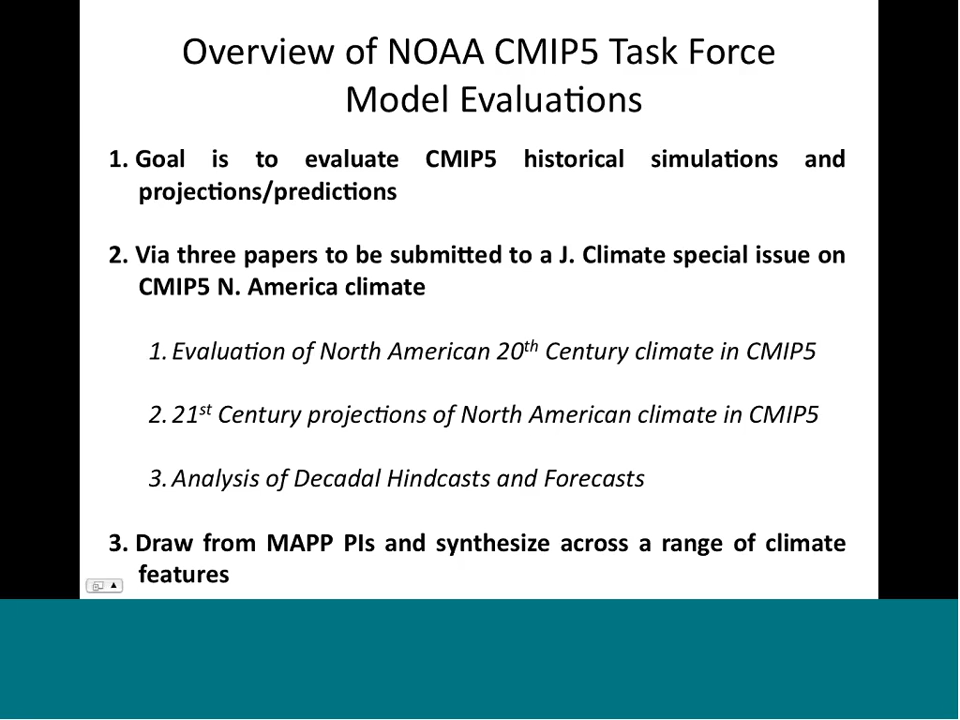 Overview of NOAA CMIP5 Task Force
Model Evaluations
1. Goal is to evaluate CMIP5 historical simulations and
projections/predictions
2. Via three papers to be submitted to a J. Climate special issue on
CMIP5 N. America climate
1. Evaluation of North American 20th Century climate in CMIP5
2. 21st Century projections of North American climate in CMIP5
3. Analysis of Decadal Hindcasts and Forecasts
3. Draw from MAPP PIs and synthesize across a range of climate
features